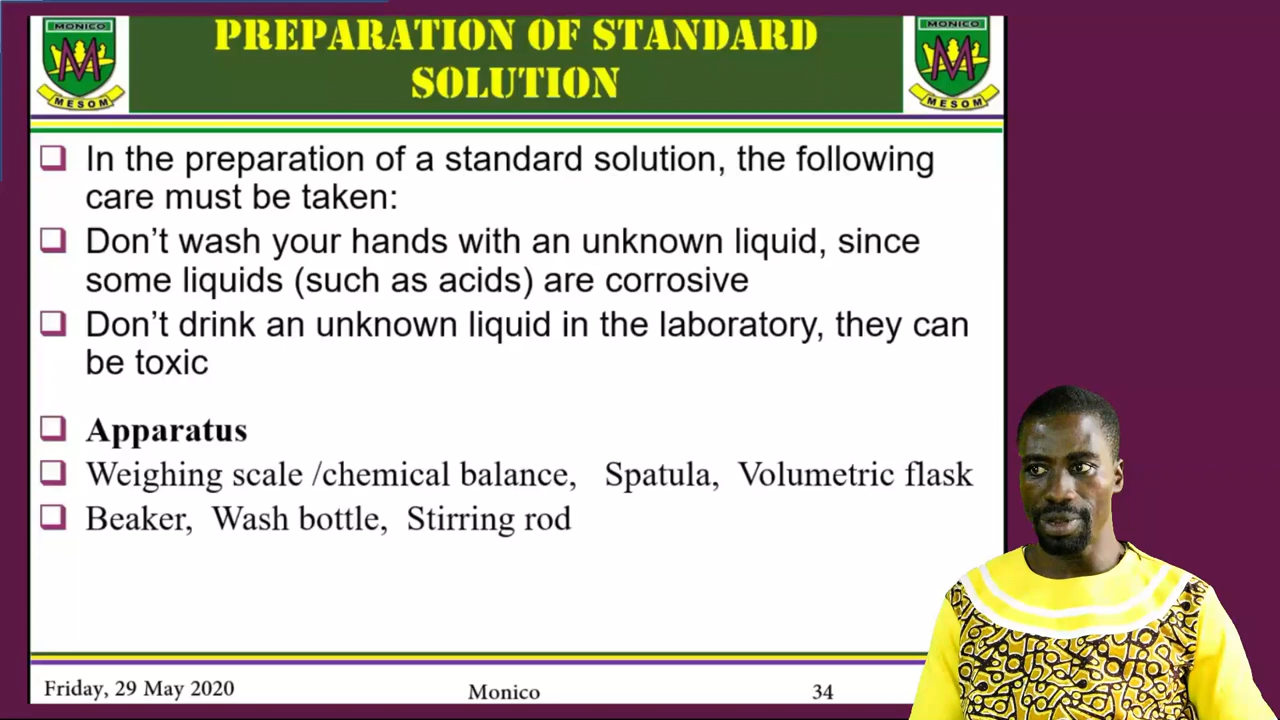 MONICO
MESOM
PREPARATION OF STANDARD
SOLUTION
MONICO
MESOM
In the preparation of a standard solution, the following
care must be taken:
Don’t wash your hands with an unknown liquid, since
some liquids (such as acids) are corrosive
Don’t drink an unknown liquid in the laboratory, they can
be toxic
Apparatus
Weighing scale /chemical balance, Spatula, Volumetric flask
Beaker, Wash bottle, Stirring rod
Friday, 29 May 2020 Monico 34